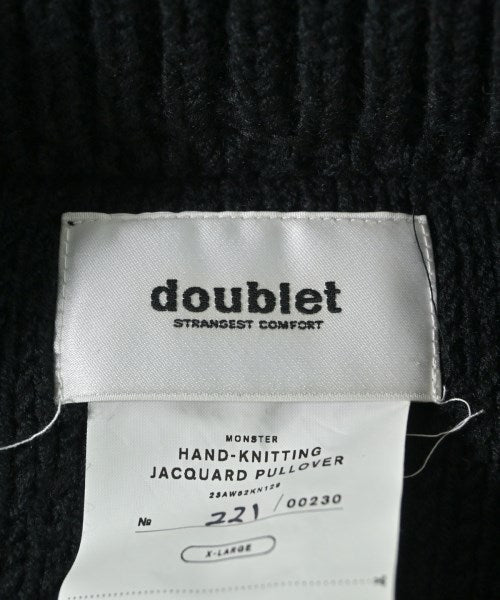 doublet
STRANGEST COMFORT
MONSTER
HAND-KNITTING
JACQUARD PULLOVER
23AW62KN128
№ 221/00230
X-LARGE